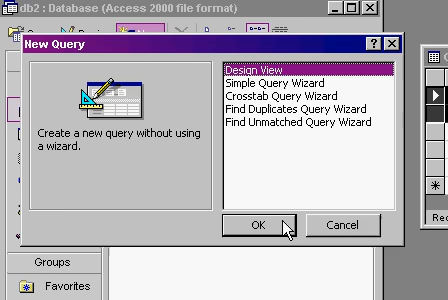 db2 : Database (Access 2000 file format)
New Query
Create a new query without using
a wizard.
Design View
Simple Query Wizard
Crosstab Query Wizard
Find Duplicates Query Wizard
Find Unmatched Query Wizard
OK
Cancel
Groups
Favorites